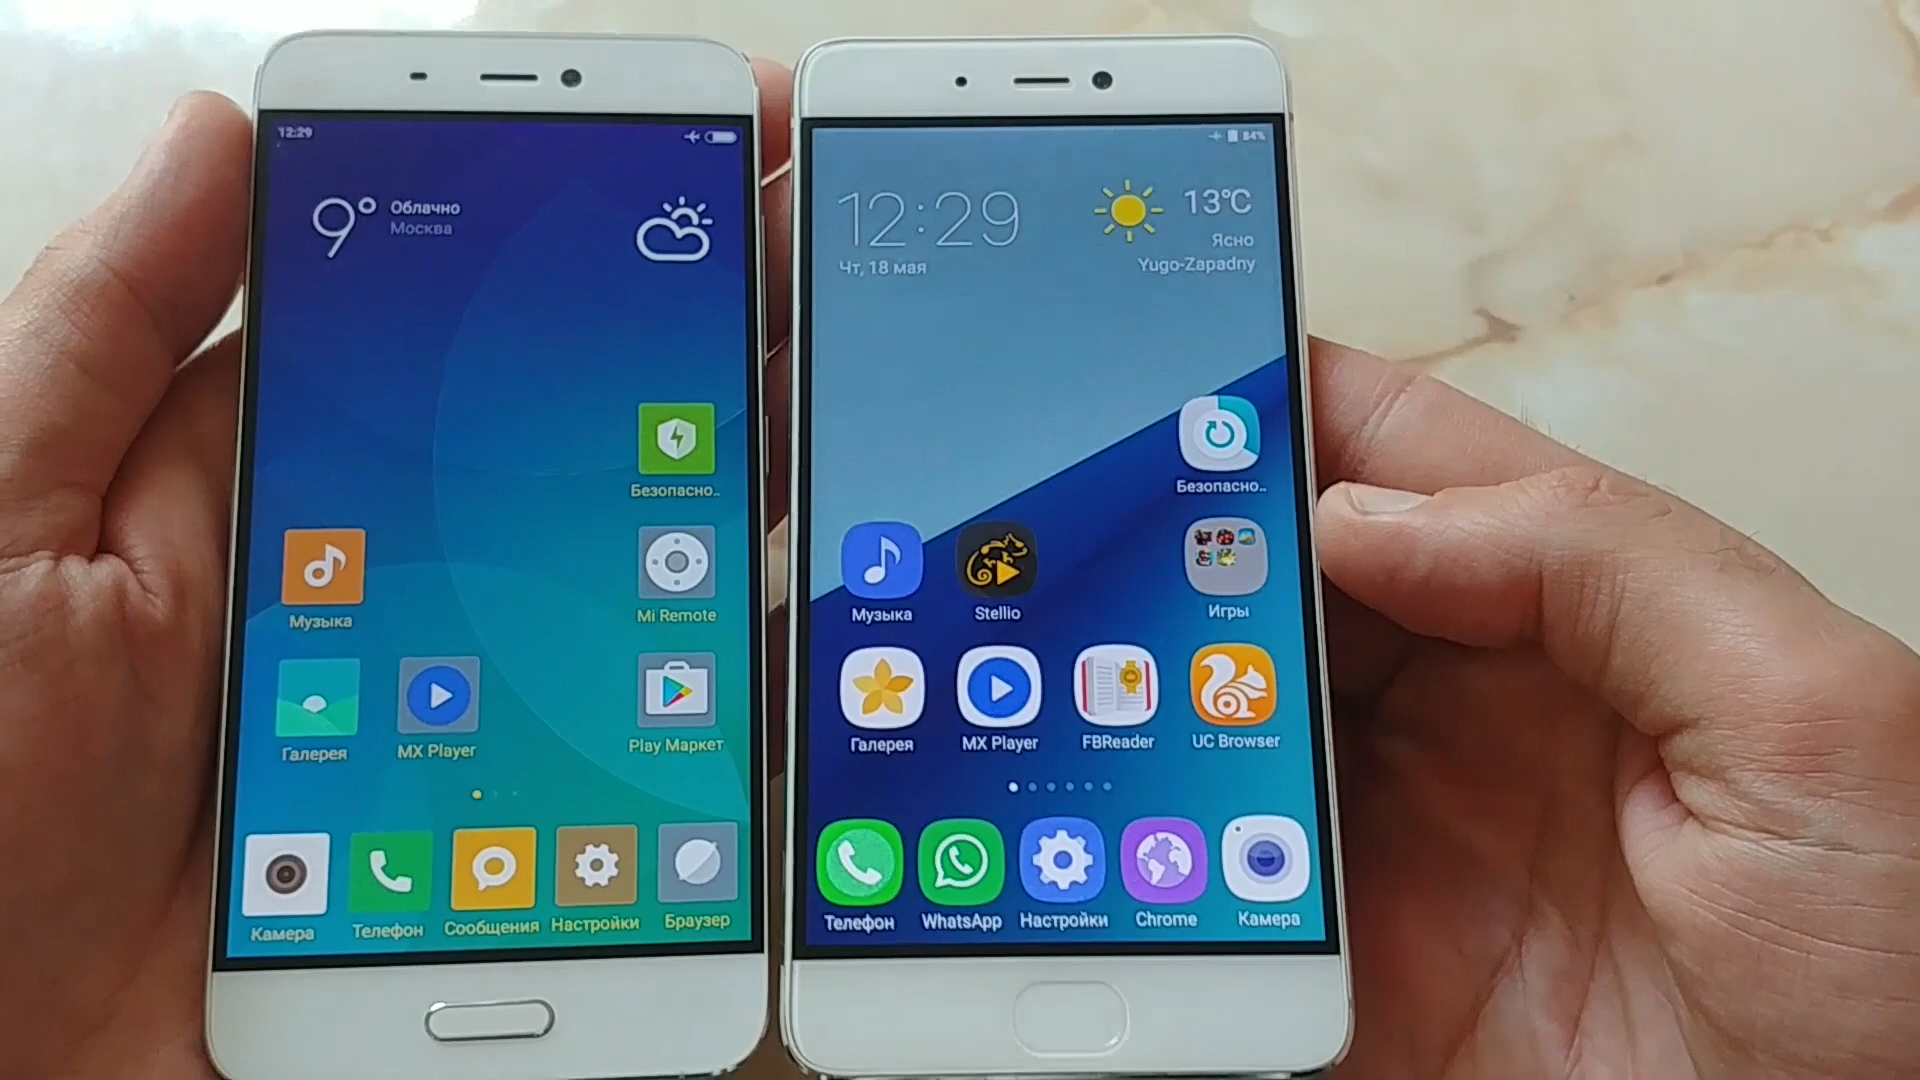 12:29
9°
Облачно
Москва
Безопасно..
Музыка
Mi Remote
Галерея
MX Player
Play Маркет
Камера
Телефон
Сообщения
Настройки
Браузер
84%
12:29
13°C
Ясно
Чт, 18 мая
Yugo-Zapadny
Безопасно..
Музыка
Stellio
Игры
Галерея
MX Player
FBReader
UC Browser
Телефон
WhatsApp
Настройки
Chrome
Камера